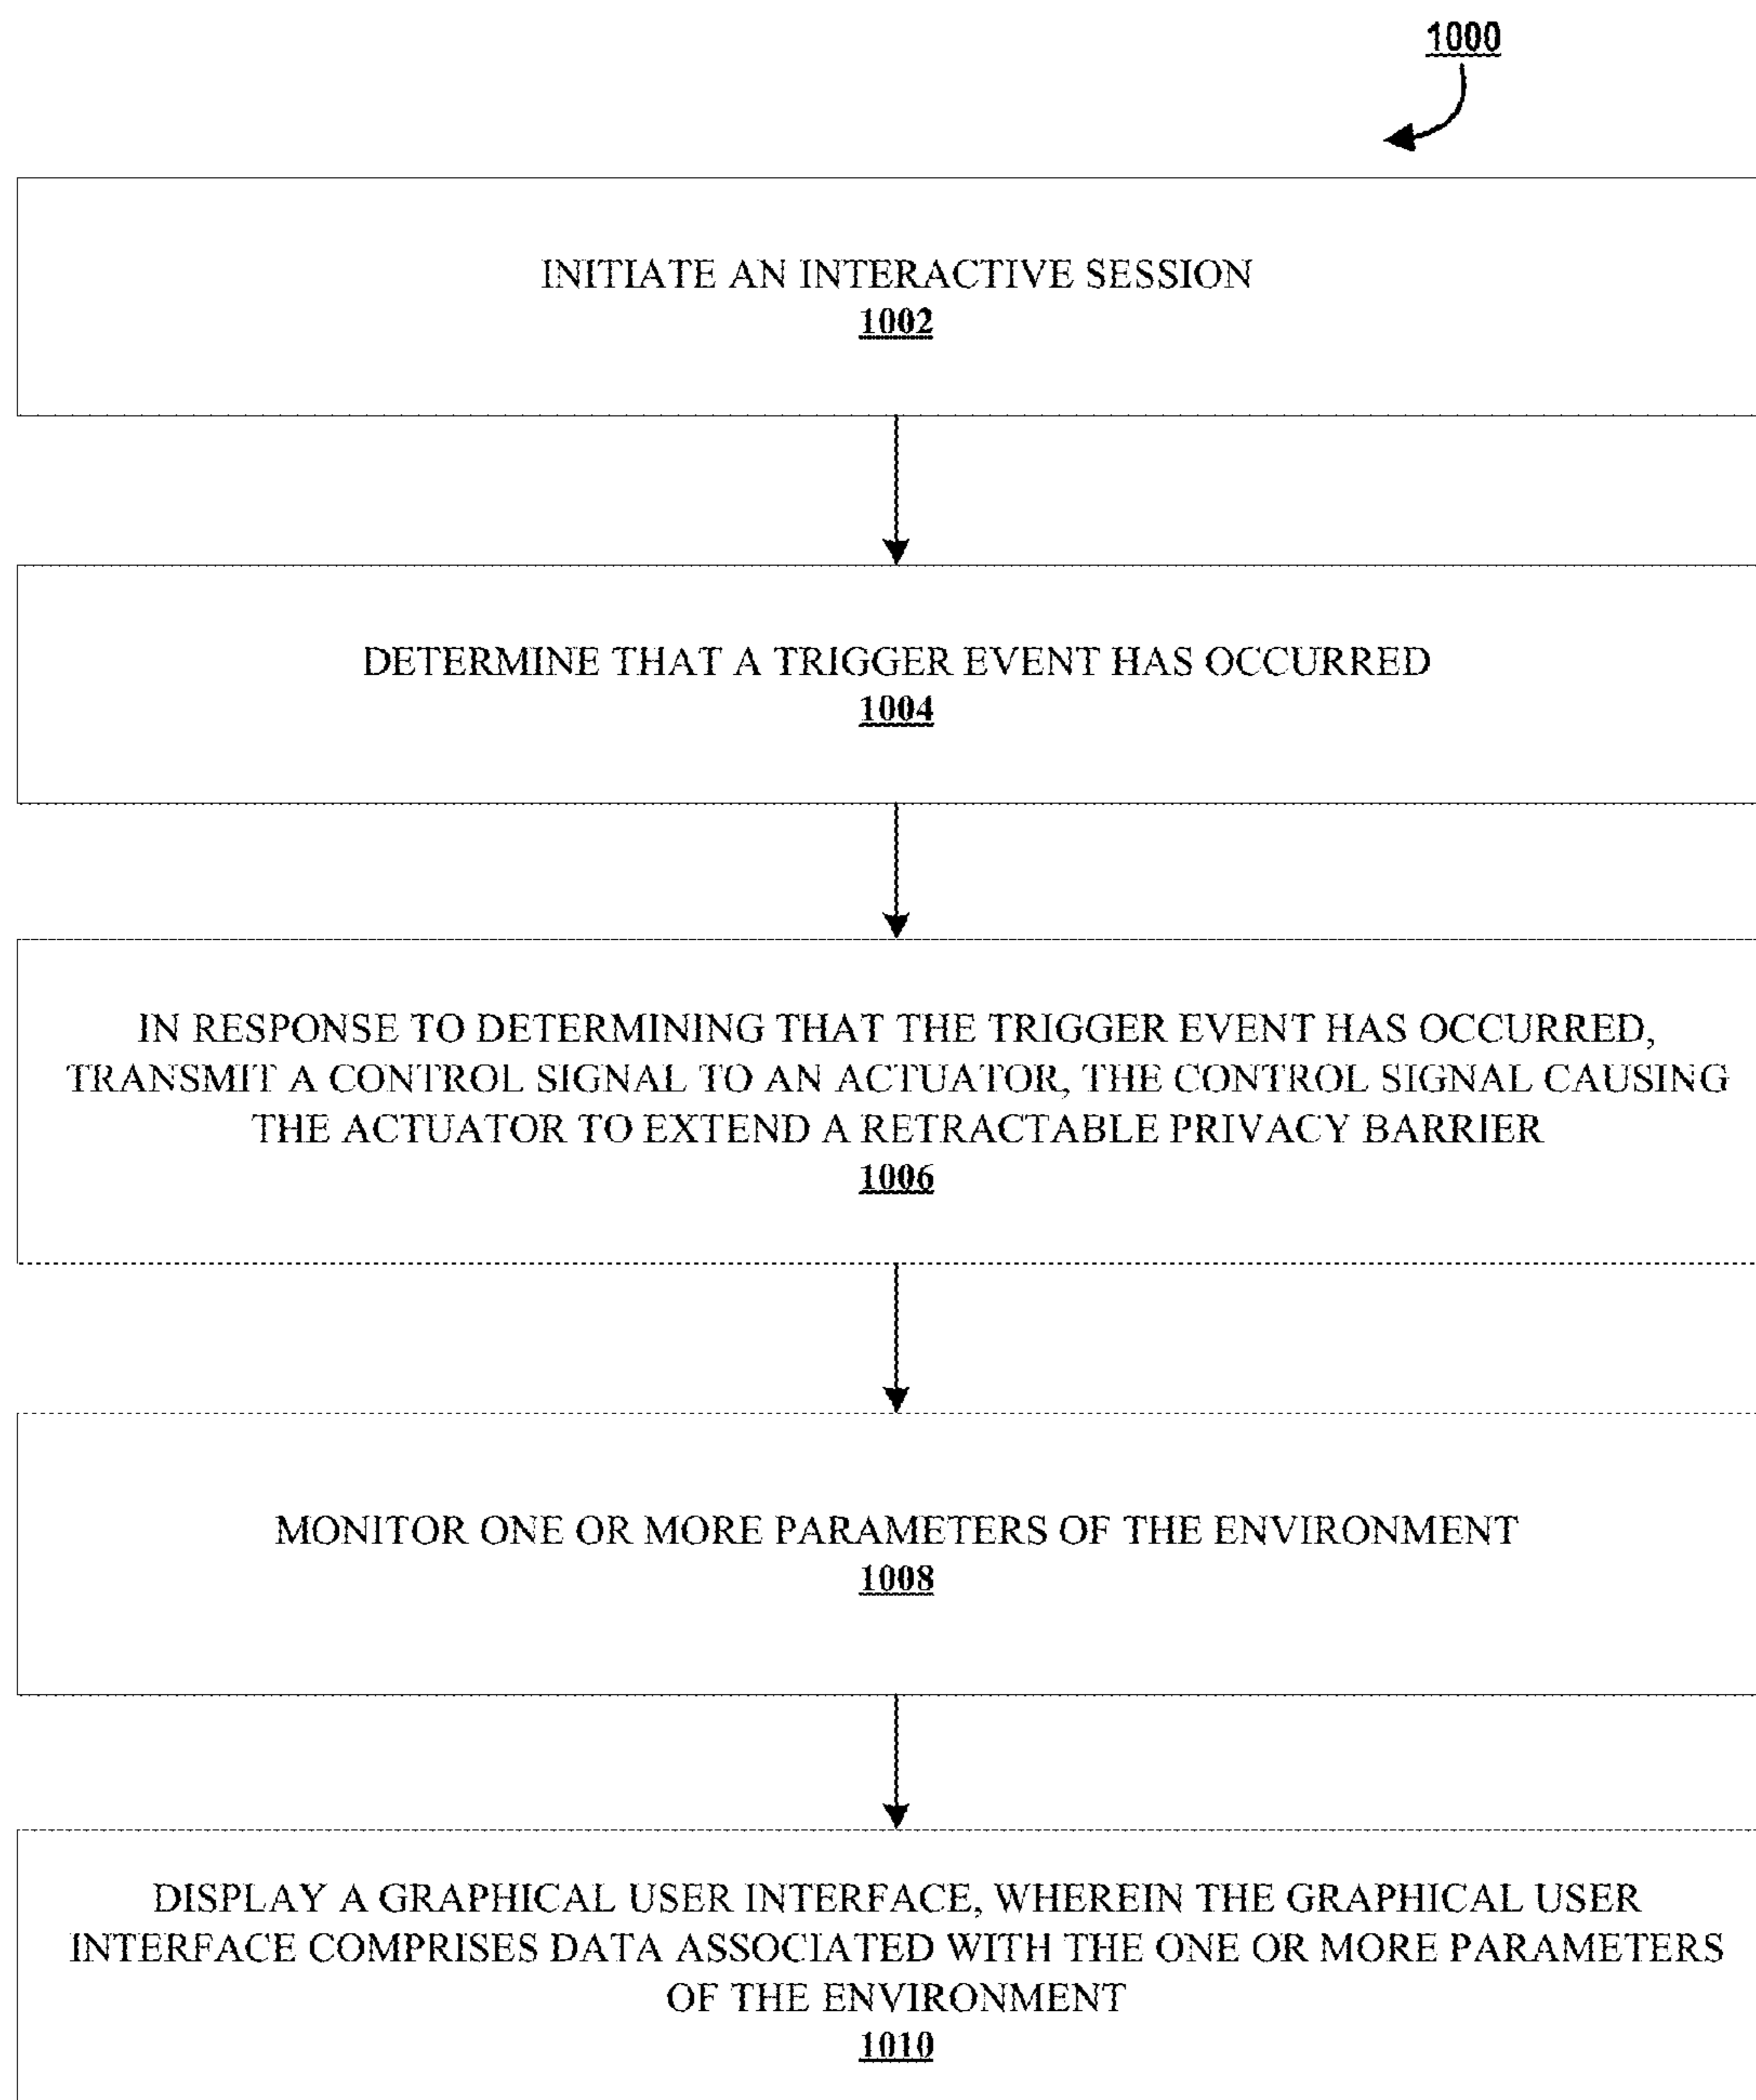 1000
INITIATE AN INTERACTIVE SESSION
1002
DETERMINE THAT A TRIGGER EVENT HAS OCCURRED
1004
IN RESPONSE TO DETERMINING THAT THE TRIGGER EVENT HAS OCCURRED,
TRANSMIT A CONTROL SIGNAL TO AN ACTUATOR, THE CONTROL SIGNAL CAUSING
THE ACTUATOR TO EXTEND A RETRACTABLE PRIVACY BARRIER
1006
MONITOR ONE OR MORE PARAMETERS OF THE ENVIRONMENT
1008
DISPLAY A GRAPHICAL USER INTERFACE, WHEREIN THE GRAPHICAL USER
INTERFACE COMPRISES DATA ASSOCIATED WITH THE ONE OR MORE PARAMETERS
OF THE ENVIRONMENT
1010